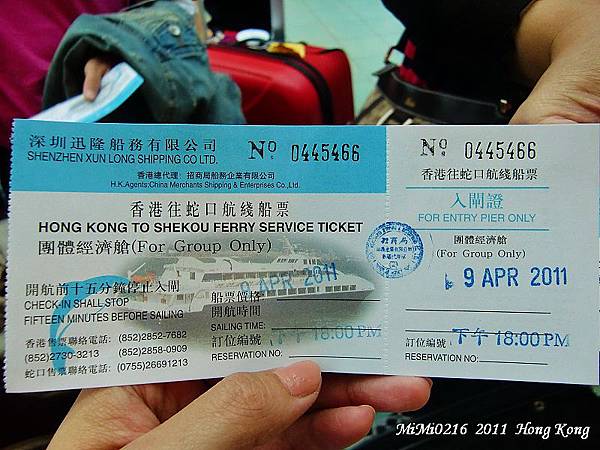 深圳迅隆船務有限公司
SHENZHEN XUN LONG SHIPPING CO LTD.
No 0445466
香港總代理: 招商局船務企業有限公司
H.K.Agents:China Merchants Shipping & Enterprises Co.,Ltd.
香港往蛇口航綫船票
HONG KONG TO SHEKOU FERRY SERVICE TICKET
團體經濟艙(For Group Only)
9 APR 2011
開航前十五分鐘停止入閘
CHECK-IN SHALL STOP
FIFTEEN MINUTES BEFORE SAILING
船票價格
開航時間
SAILING TIME:
下午 18:00PM
訂位編號:
RESERVATION NO:
香港售票聯絡電話: (852)2852-7682
(852)2730-3213 (852)2858-0909
蛇口售票聯絡電話: (0755)26691213
No 0445466
香港往蛇口航綫船票
入閘證
FOR ENTRY PIER ONLY
團體經濟艙
(For Group Only)
9 APR 2011
下午 18:00PM
訂位編號:
RESERVATION NO:
MiMi0216 2011 Hong Kong